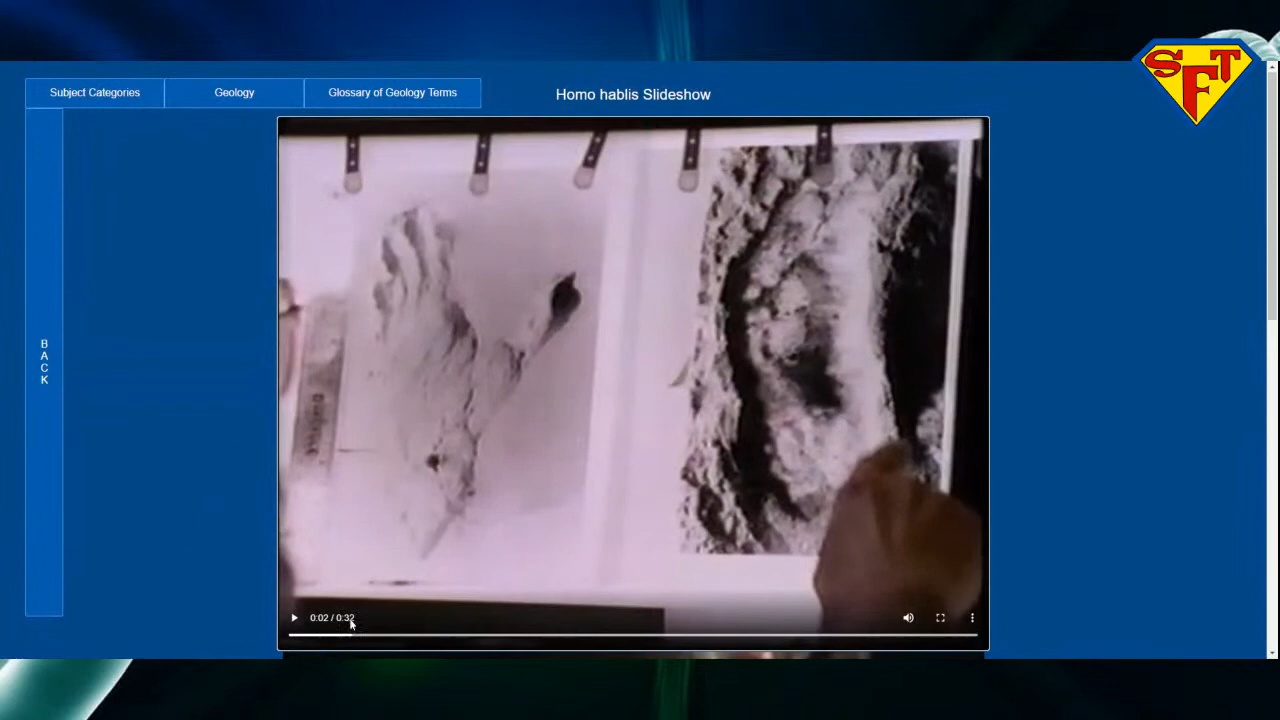 SFT
Subject Categories
Geology
Glossary of Geology Terms
Homo hablis Slideshow
B
A
C
K
0:02 / 0:32